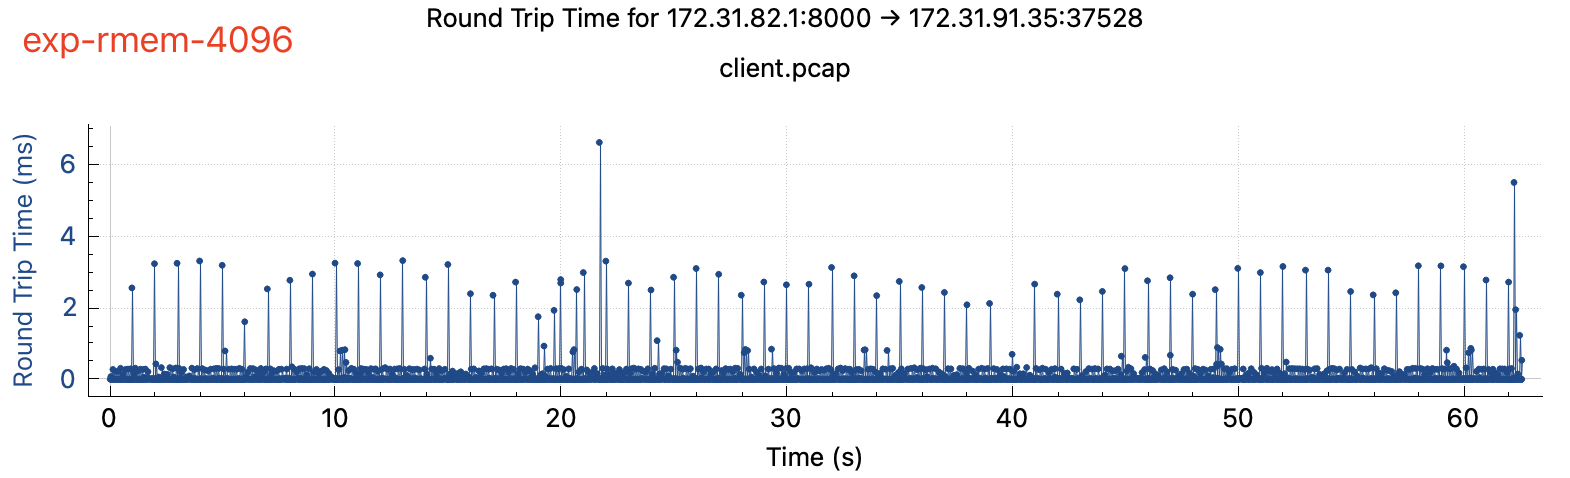 Round Trip Time for 172.31.82.1:8000 → 172.31.91.35:37528
exp-rmem-4096
client.pcap
Round Trip Time (ms)
6
4
2
0
0 10 20 30 40 50 60
Time (s)